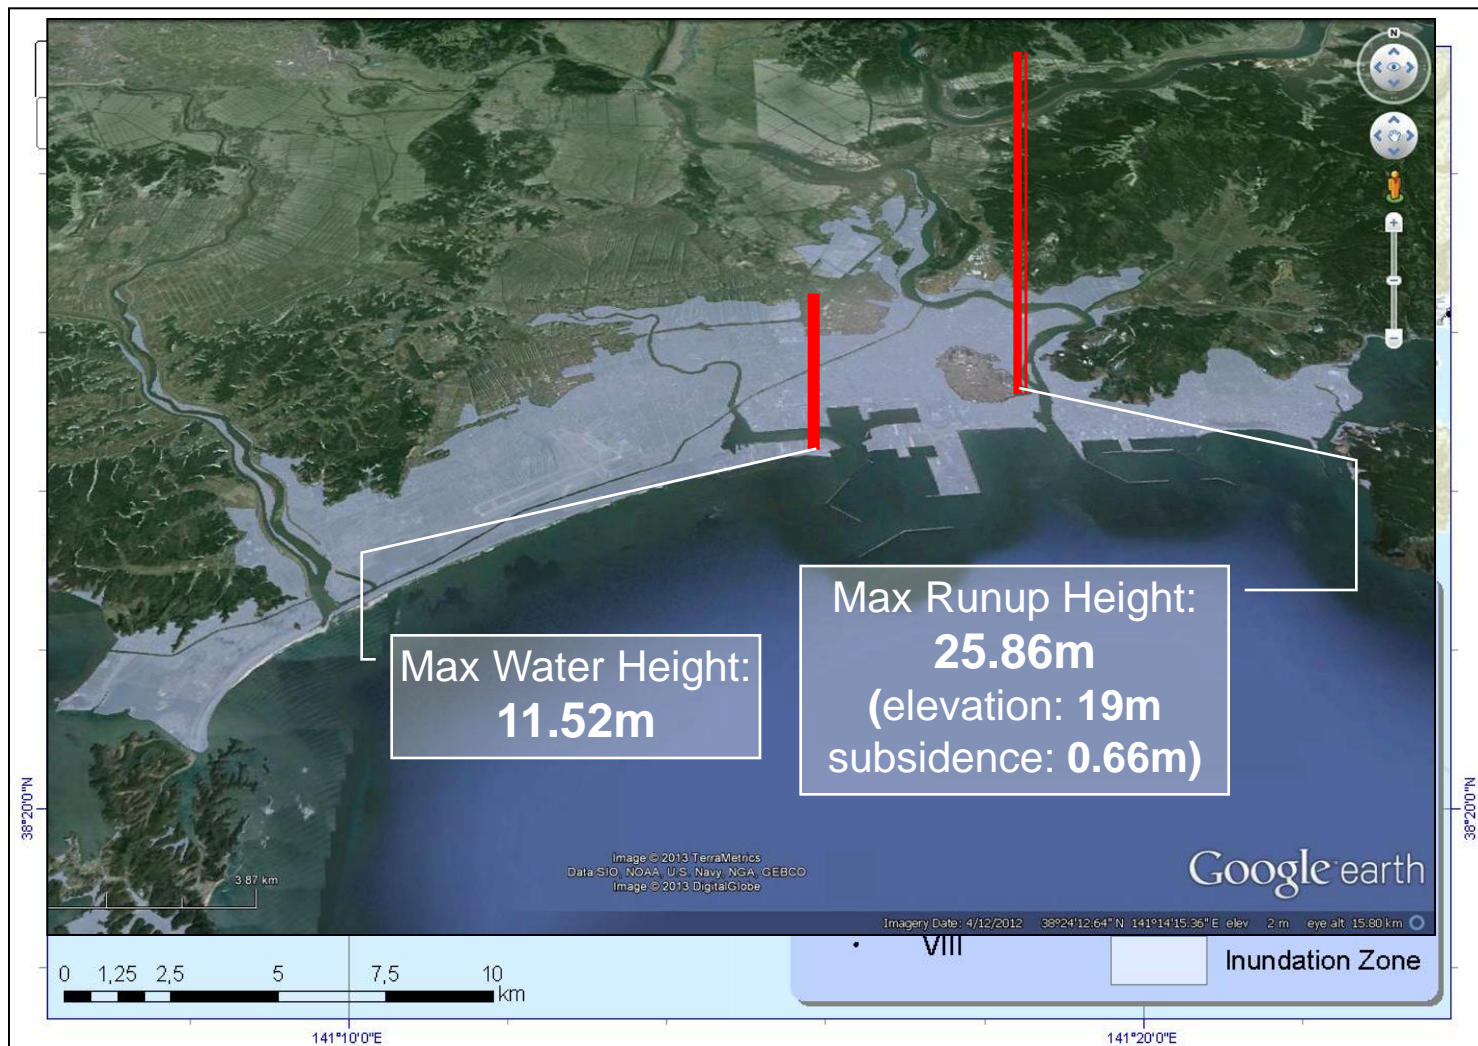 N
Max Water Height:
11.52m
Max Runup Height:
25.86m
(elevation: 19m
subsidence: 0.66m)
38°20'0"N
38°20'0"N
3.87 km
Image © 2013 TerraMetrics
Data SIO, NOAA, U.S. Navy, NGA, GEBCO
Image © 2013 DigitalGlobe
Google earth
Imagery Date: 4/12/2012 38°24'12.64" N 141°14'15.36" E elev 2 m eye alt 15.80 km
VIII
Inundation Zone
0 1,25 2,5 5 7,5 10
km
141°10'0"E
141°20'0"E